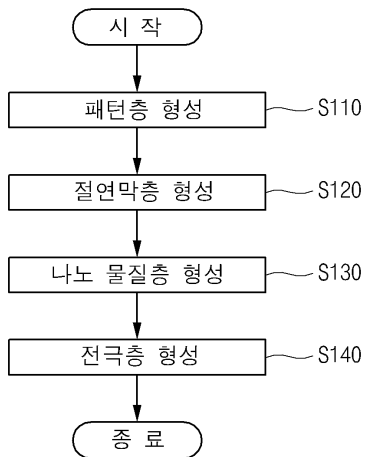 시 작
패턴층 형성 S110
절연막층 형성 S120
나노 물질층 형성 S130
전극층 형성 S140
종 료